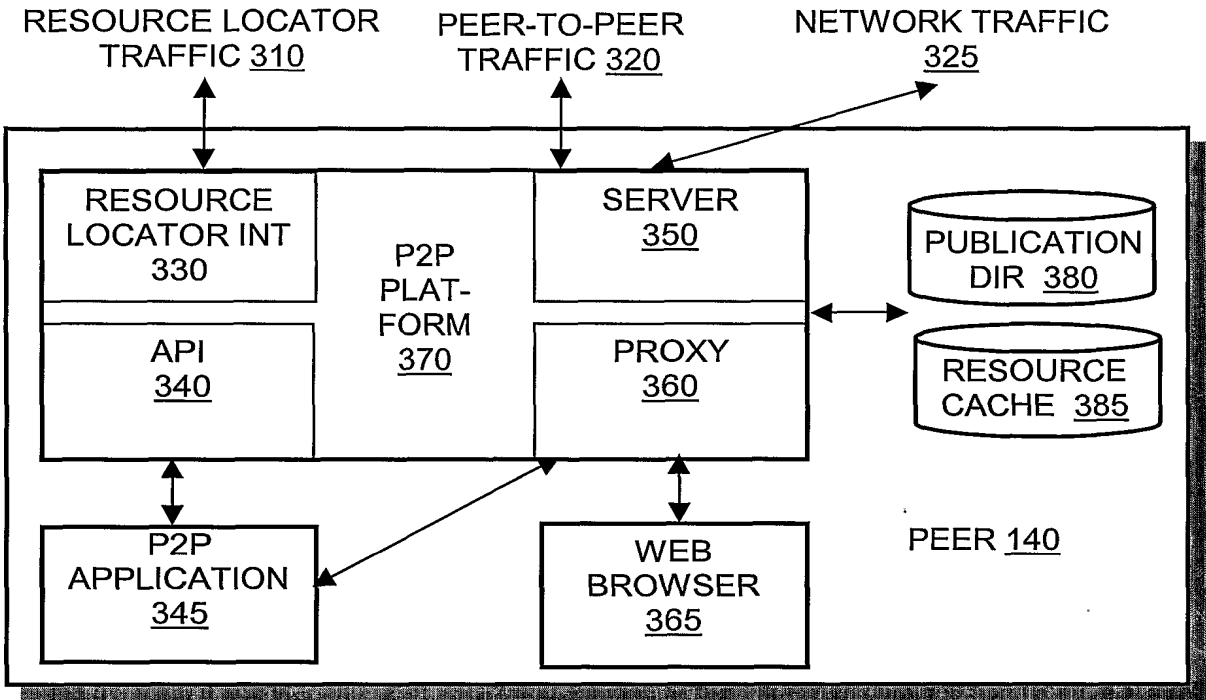 RESOURCE LOCATOR
TRAFFIC 310
PEER-TO-PEER
TRAFFIC 320
NETWORK TRAFFIC
325
RESOURCE
LOCATOR INT
330
P2P
PLAT-
FORM
370
SERVER
350
PUBLICATION
DIR 380
API
340
PROXY
360
RESOURCE
CACHE 385
P2P
APPLICATION
345
WEB
BROWSER
365
PEER 140